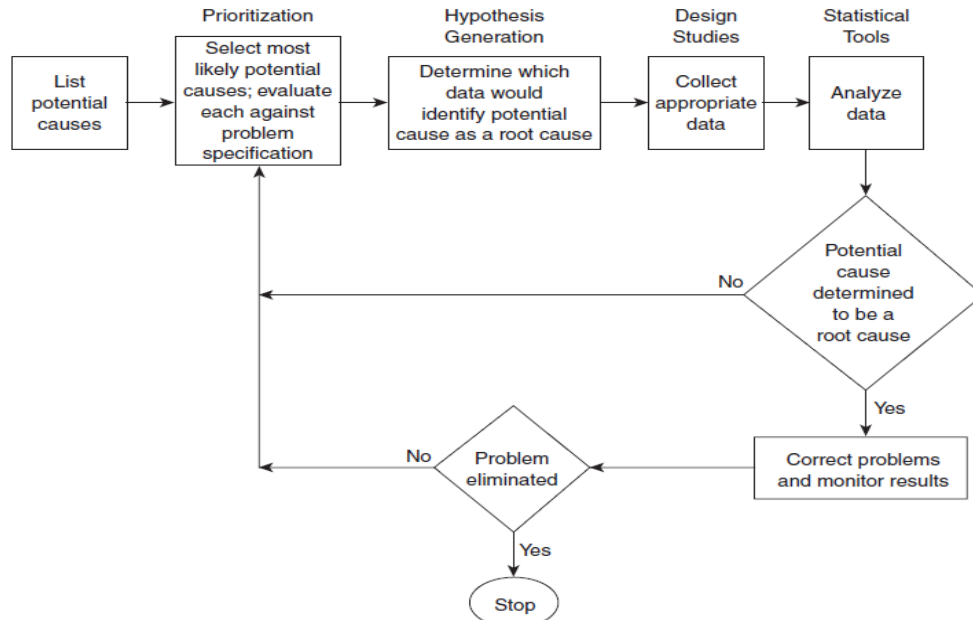 Prioritization
Hypothesis
Generation
Design
Studies
Statistical
Tools
List
potential
causes
Select most
likely potential
causes; evaluate
each against
problem
specification
Determine which
data would
identify potential
cause as a root cause
Collect
appropriate
data
Analyze
data
Potential
cause
determined
to be a
root cause
No
Yes
Correct problems
and monitor results
Problem
eliminated
No
Yes
Stop